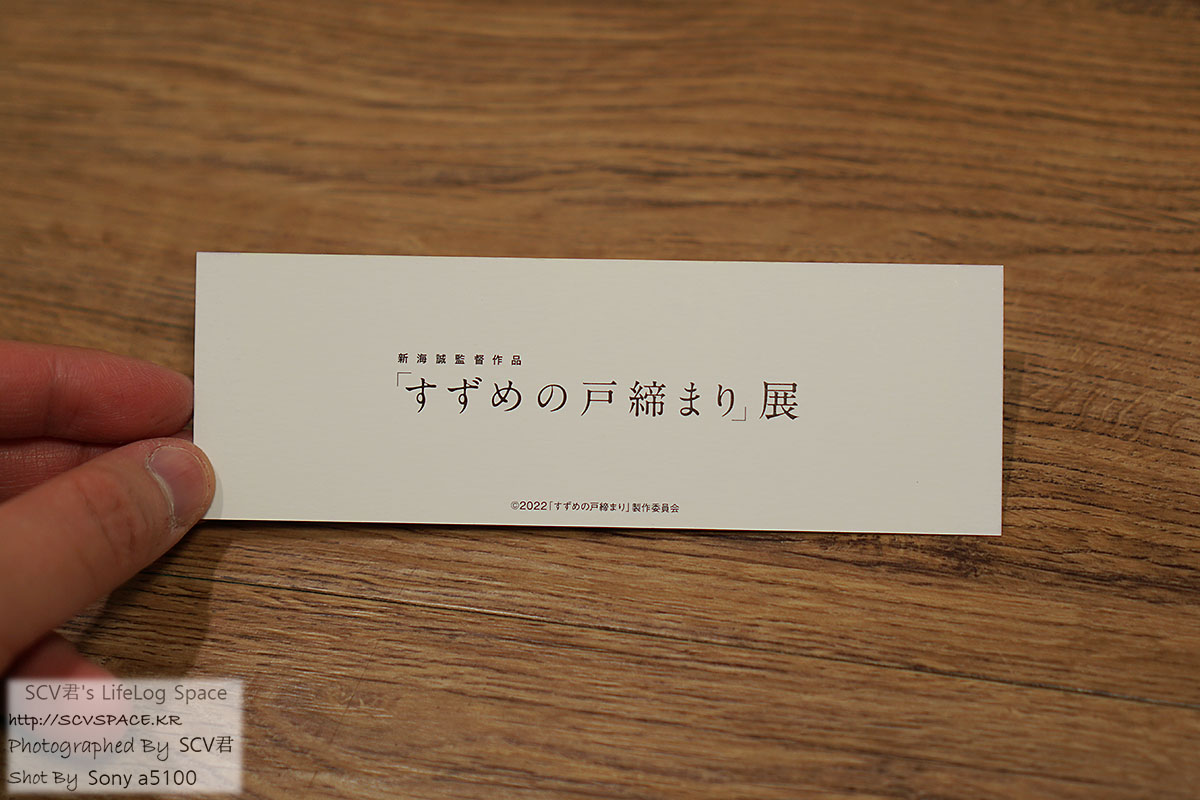 新海誠監督作品
「すずめの戸締まり」展
©2022「すずめの戸締まり」製作委員会
SCV君's LifeLog Space
http://SCVSPACE.KR
Photographed By SCV君
Shot By Sony a5100